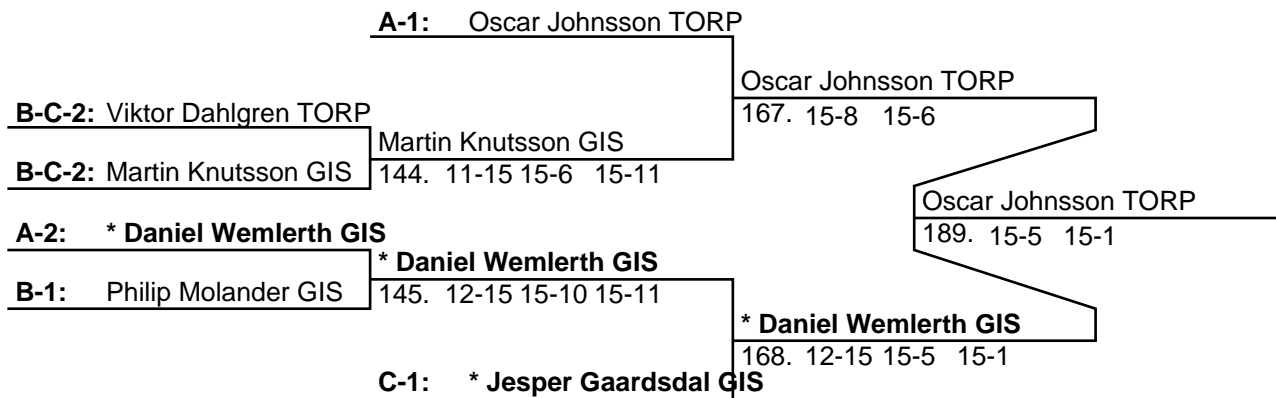 A-1: Oscar Johnsson TORP
Oscar Johnsson TORP
B-C-2: Viktor Dahlgren TORP
167. 15-8 15-6
Martin Knutsson GIS
B-C-2: Martin Knutsson GIS
144. 11-15 15-6 15-11
Oscar Johnsson TORP
A-2: * Daniel Wemlerth GIS
189. 15-5 15-1
* Daniel Wemlerth GIS
B-1: Philip Molander GIS
145. 12-15 15-10 15-11
* Daniel Wemlerth GIS
168. 12-15 15-5 15-1
C-1: * Jesper Gaardsdal GIS